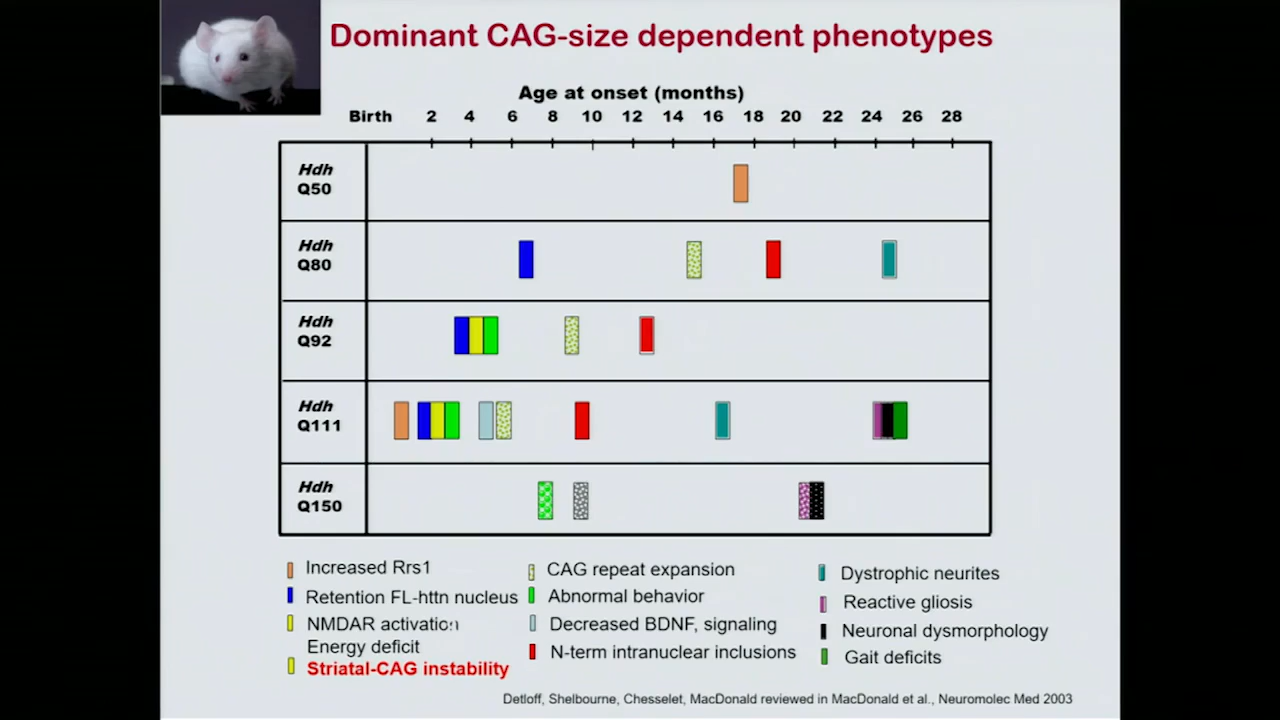 Dominant CAG-size dependent phenotypes
Age at onset (months)
Birth 2 4 6 8 10 12 14 16 18 20 22 24 26 28
Hdh
Q50
Hdh
Q80
Hdh
Q92
Hdh
Q111
Hdh
Q150
Increased Rrs1
Retention FL-httn nucleus
NMDAR activation
Energy deficit
Striatal-CAG instability
CAG repeat expansion
Abnormal behavior
Decreased BDNF, signaling
N-term intranuclear inclusions
Dystrophic neurites
Reactive gliosis
Neuronal dysmorphology
Gait deficits
Detloff, Shelbourne, Chesselet, MacDonald reviewed in MacDonald et al., Neuromolec Med 2003